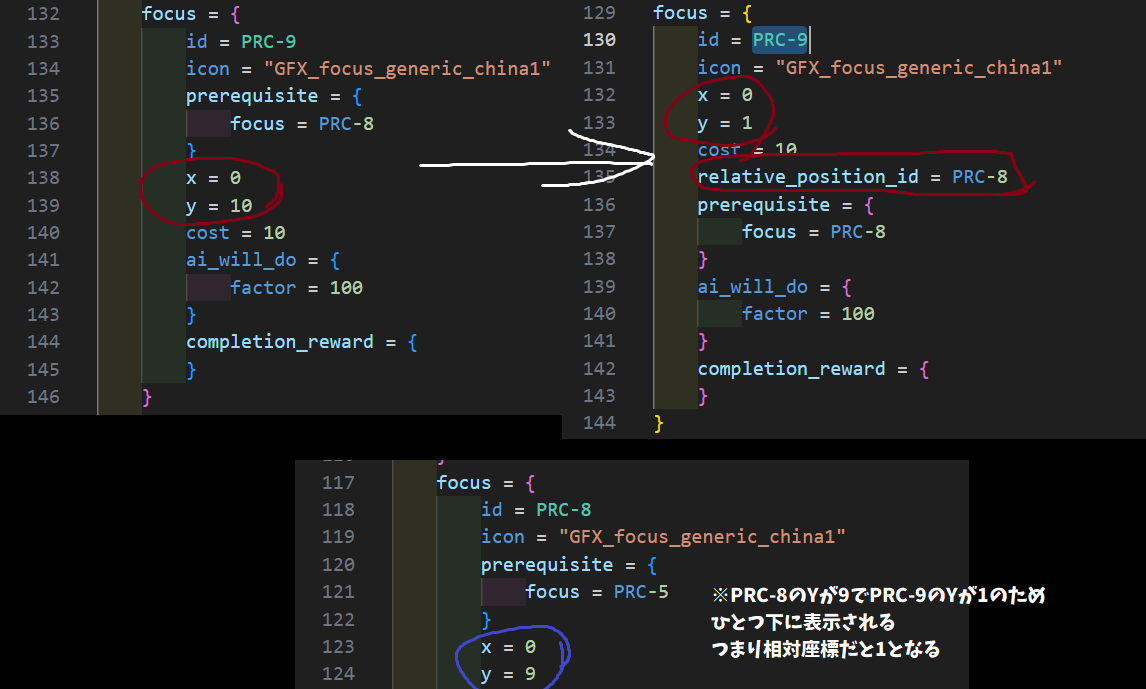 132 focus = {
133 id = PRC-9
134 icon = "GFX_focus_generic_china1"
135 prerequisite = {
136 focus = PRC-8
137 }
138 x = 0
139 y = 10
140 cost = 10
141 ai_will_do = {
142 factor = 100
143 }
144 completion_reward = {
145 }
146 }
129 focus = {
130 id = PRC-9
131 icon = "GFX_focus_generic_china1"
132 x = 0
133 y = 1
134 cost = 10
135 relative_position_id = PRC-8
136 prerequisite = {
137 focus = PRC-8
138 }
139 ai_will_do = {
140 factor = 100
141 }
142 completion_reward = {
143 }
144 }
117 focus = {
118 id = PRC-8
119 icon = "GFX_focus_generic_china1"
120 prerequisite = {
121 focus = PRC-5
122 }
123 x = 0
124 y = 9
※PRC-8のYが9でPRC-9のYが1のため
ひとつ下に表示される
つまり相対座標だと1となる